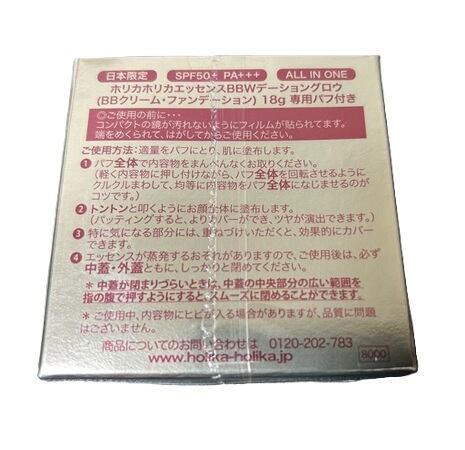 日本限定 SPF50+ PA+++ ALL IN ONE
ホリカホリカエッセンスBBWデーショングロウ
(BBクリーム・ファンデーション) 18g 専用パフ付き
◎ご使用の前に…
コンパクトの鏡が汚れないようにフィルムが貼られてます。
端をめくられて、はがしてからご使用ください。
ご使用方法:適量をパフにとり、肌に塗布します。
❶ パフ全体で内容物をまんべんなくお取りください。
(軽く内容物に押し付けながら、パフ全体を回転させるように
クルクルまわして、均等に内容物をパフ全体になじませるのが
コツです。)
❷ トントンと叩くようにお顔全体に塗布します。
(パッティングすると、よりカバーができ、ツヤが演出できます。)
❸ 特に気になる部分には、重ねづけいただくと、効果的にカバー
できます。
❹ エッセンスが蒸発するおそれがありますので、ご使用後は、必ず
中蓋・外蓋ともに、しっかりと閉めてください。
＊中蓋が閉まりづらいときは、中蓋の中央部分の広い範囲を
指の腹で押すようにするとスムーズに閉めることができます。
＊ご使用中、内容物にヒビが入る場合がありますが、品質に問題
はございません。
商品についてのお問い合わせは 0120-202-783
www.holika-holika.jp
8000